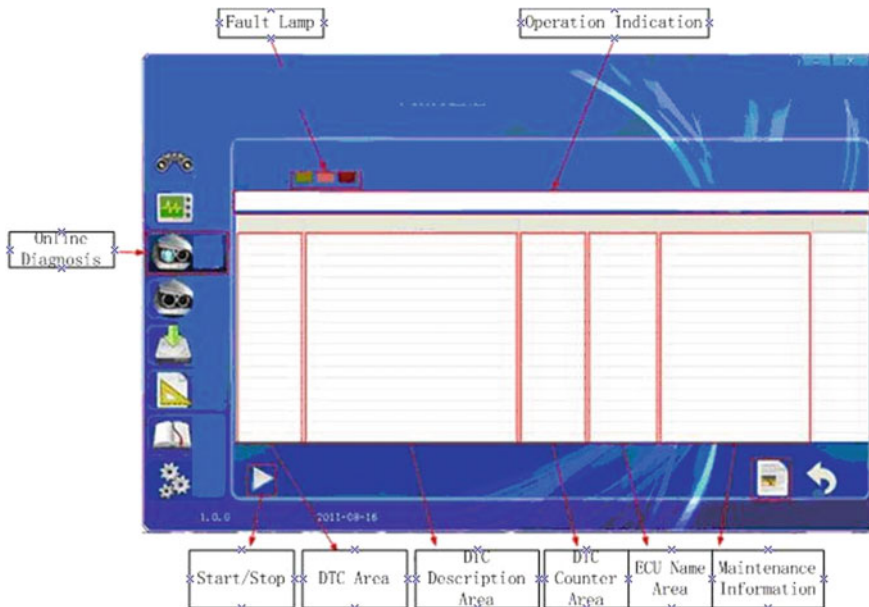 Fault Lamp
Operation Indication
Online
Diagnosis
1.0.0
2011-08-16
Start/Stop
DTC Area
DTC
Description
Area
DTC
Counter
Area
ECU Name
Area
Maintenance
Information